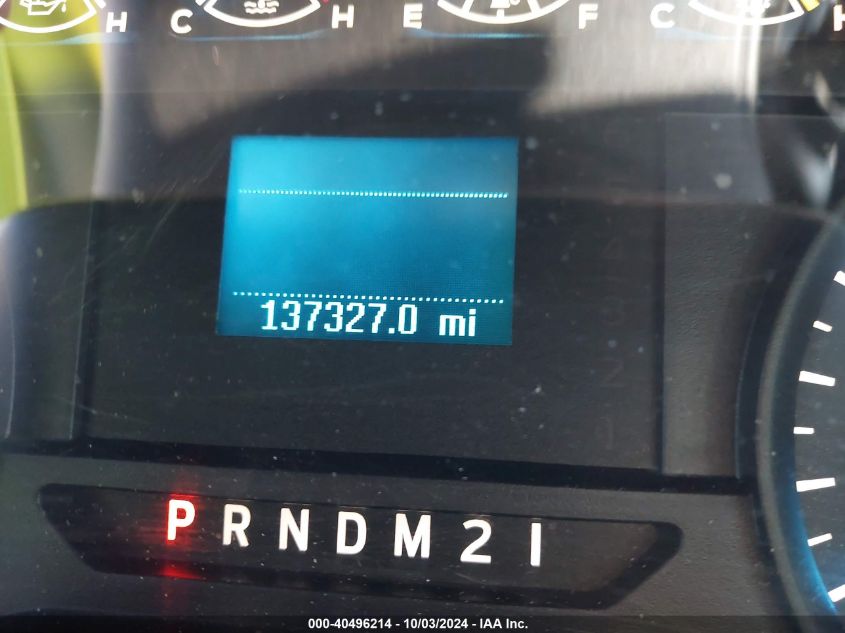 H C H E F C H
137327.0 mi
P R N D M 2 1
000-40496214 - 10/03/2024 - IAA Inc.